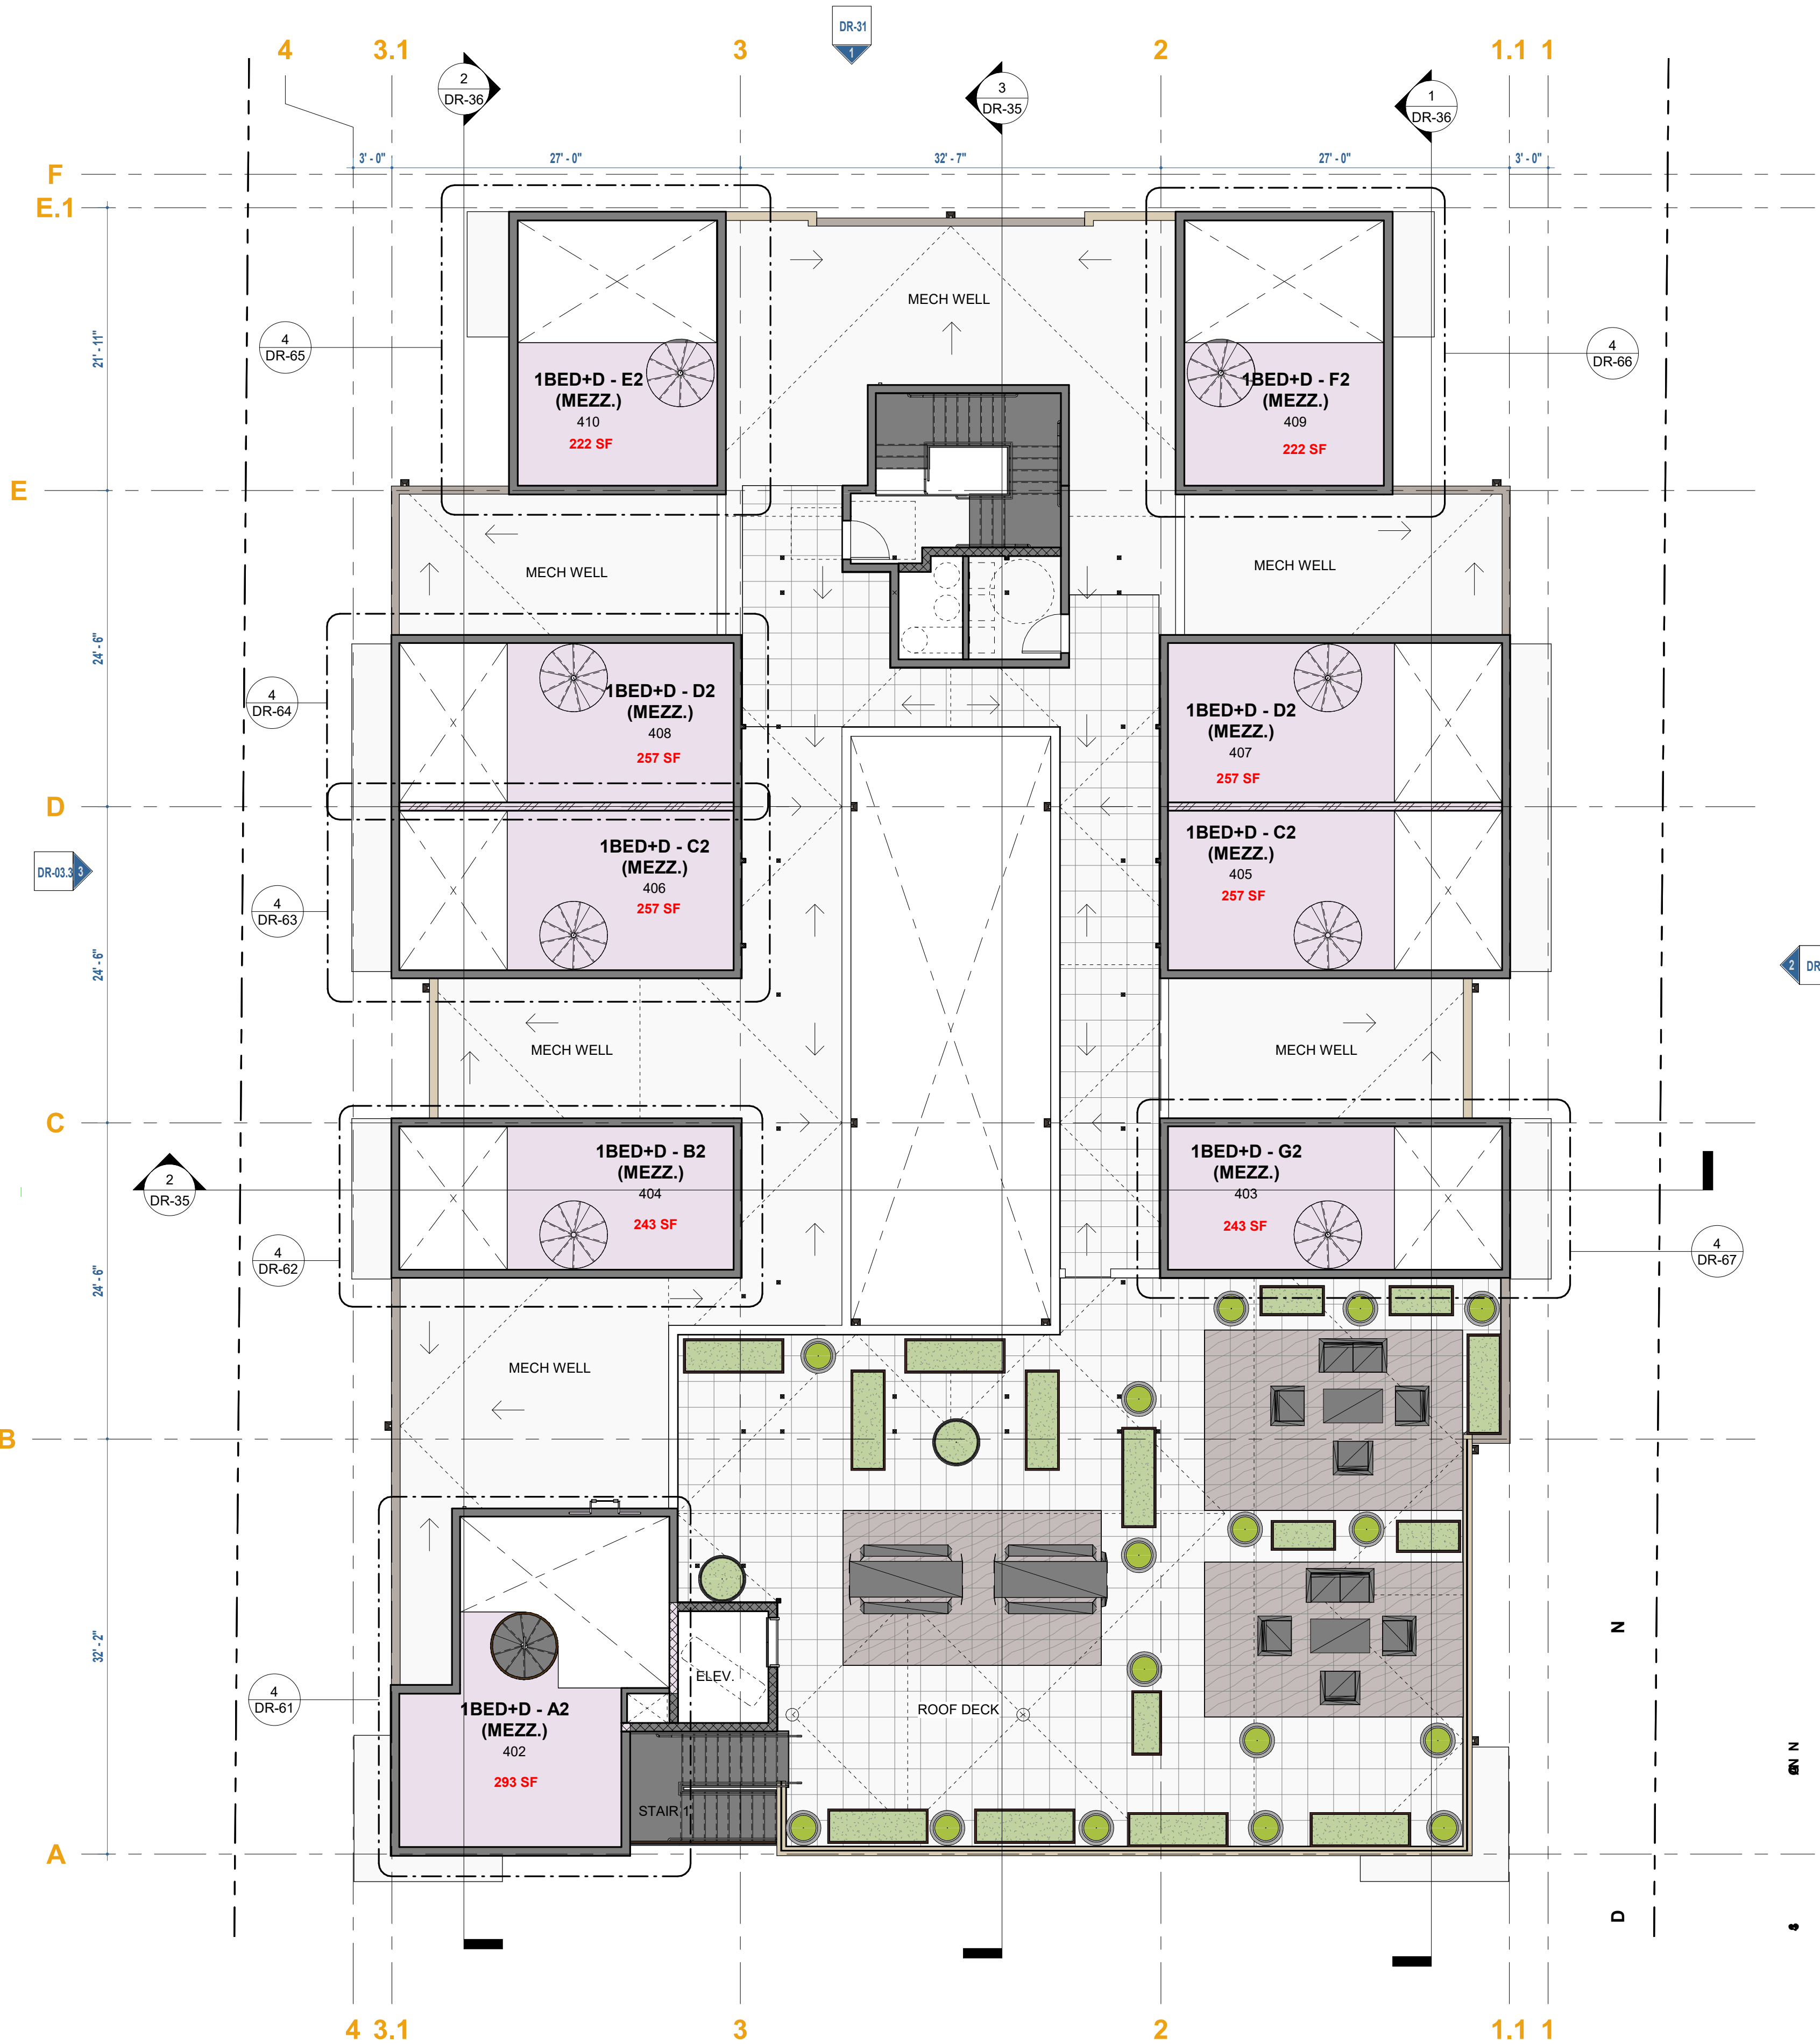 DR-31
1
4
3.1
3
2
1.1
1
2
DR-36
3
DR-35
1
DR-36
3' - 0"
27' - 0"
32' - 7"
27' - 0"
3' - 0"
F
E.1
MECH WELL
21' - 11"
4
DR-65
4
DR-66
1BED+D - E2
(MEZZ.)
410
222 SF
1BED+D - F2
(MEZZ.)
409
222 SF
E
MECH WELL
MECH WELL
24' - 6"
4
DR-64
1BED+D - D2
(MEZZ.)
408
257 SF
1BED+D - D2
(MEZZ.)
407
257 SF
D
1BED+D - C2
(MEZZ.)
406
257 SF
1BED+D - C2
(MEZZ.)
405
257 SF
DR-03.3
3
4
DR-63
24' - 6"
2
DR
MECH WELL
MECH WELL
C
1BED+D - B2
(MEZZ.)
404
243 SF
1BED+D - G2
(MEZZ.)
403
243 SF
2
DR-35
4
DR-62
4
DR-67
24' - 6"
MECH WELL
B
32' - 2"
N
ELEV.
4
DR-61
1BED+D - A2
(MEZZ.)
402
293 SF
ROOF DECK
STAIR 1
A
D
4
3.1
3
2
1.1
1